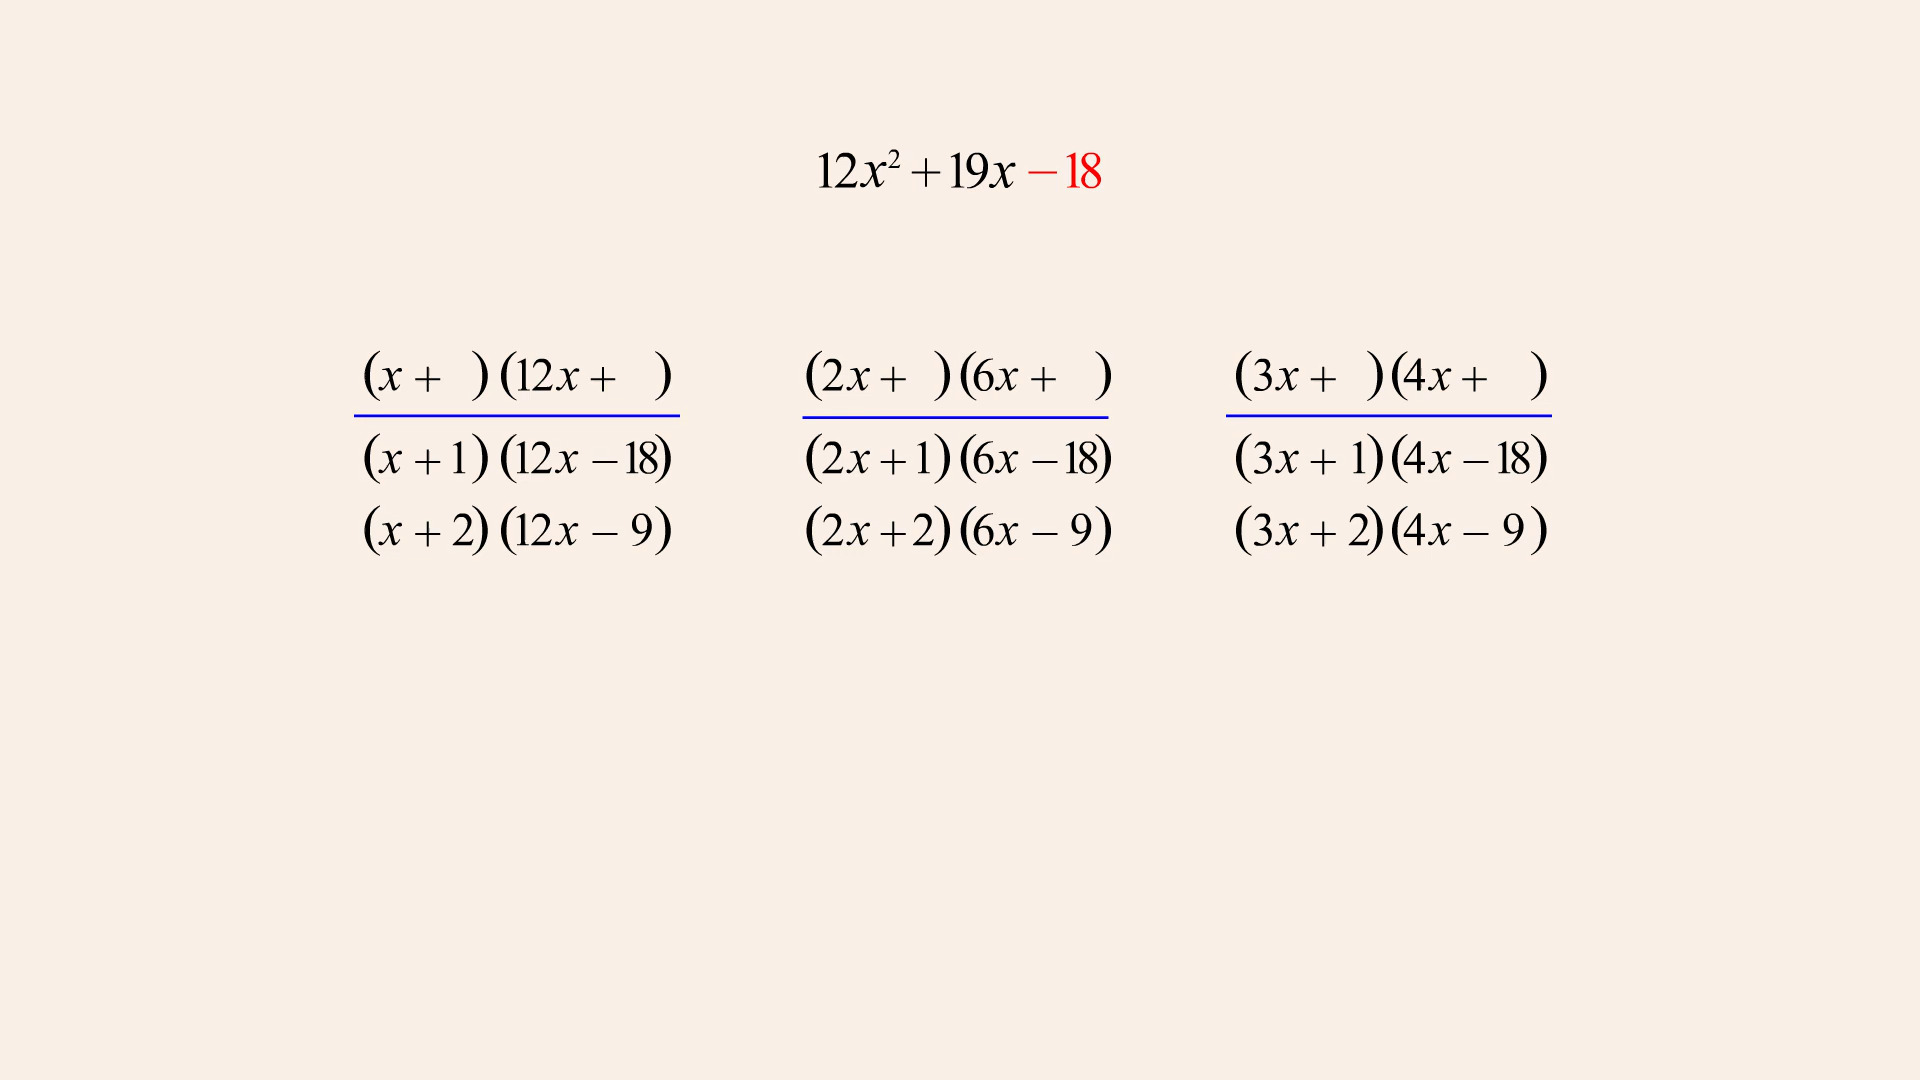 12x² + 19x − 18
(x + )(12x + ) (2x + )(6x + ) (3x + )(4x + )
(x + 1)(12x − 18) (2x + 1)(6x − 18) (3x + 1)(4x − 18)
(x + 2)(12x − 9) (2x + 2)(6x − 9) (3x + 2)(4x − 9)